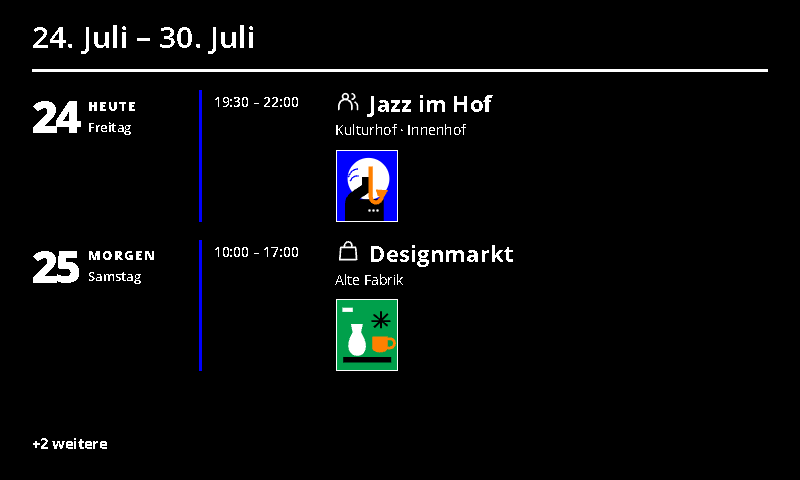 24. Juli – 30. Juli
24 HEUTE
Freitag
19:30 – 22:00
Jazz im Hof
Kulturhof · Innenhof
25 MORGEN
Samstag
10:00 – 17:00
Designmarkt
Alte Fabrik
+2 weitere